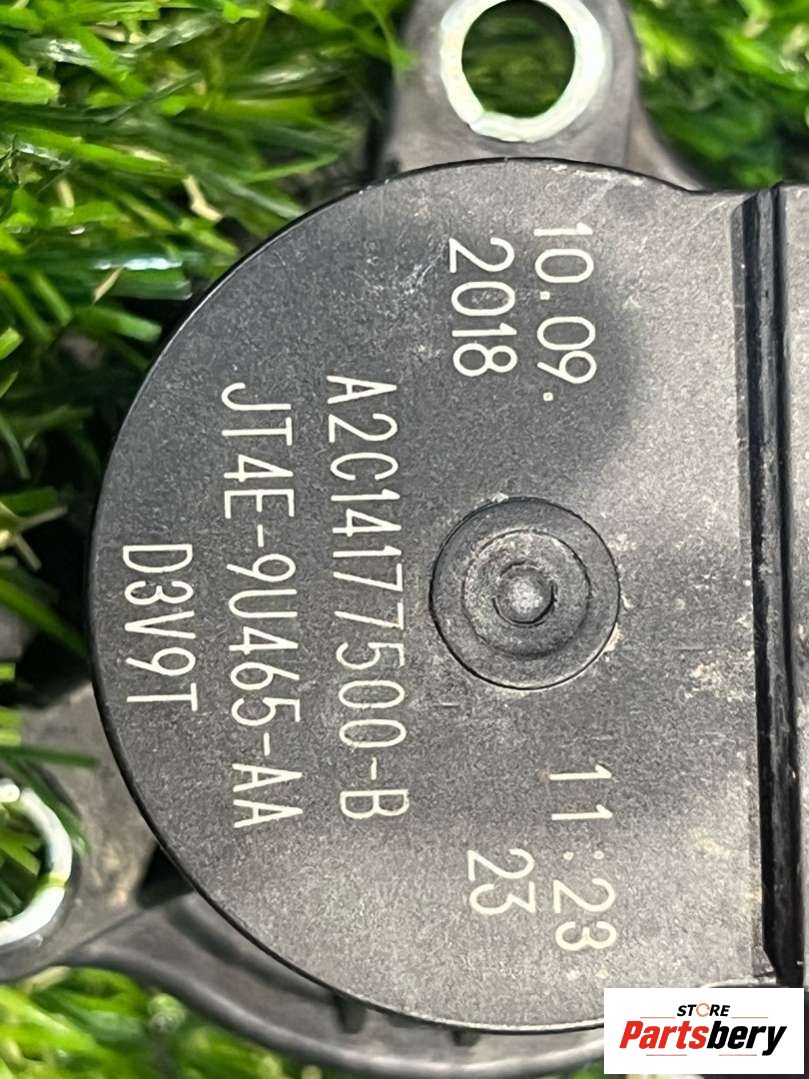 10.09. 11:23:
2018 23
A2C14177500-B
JT4E-9U465-AA
D3V9T
STORE
Partsbery